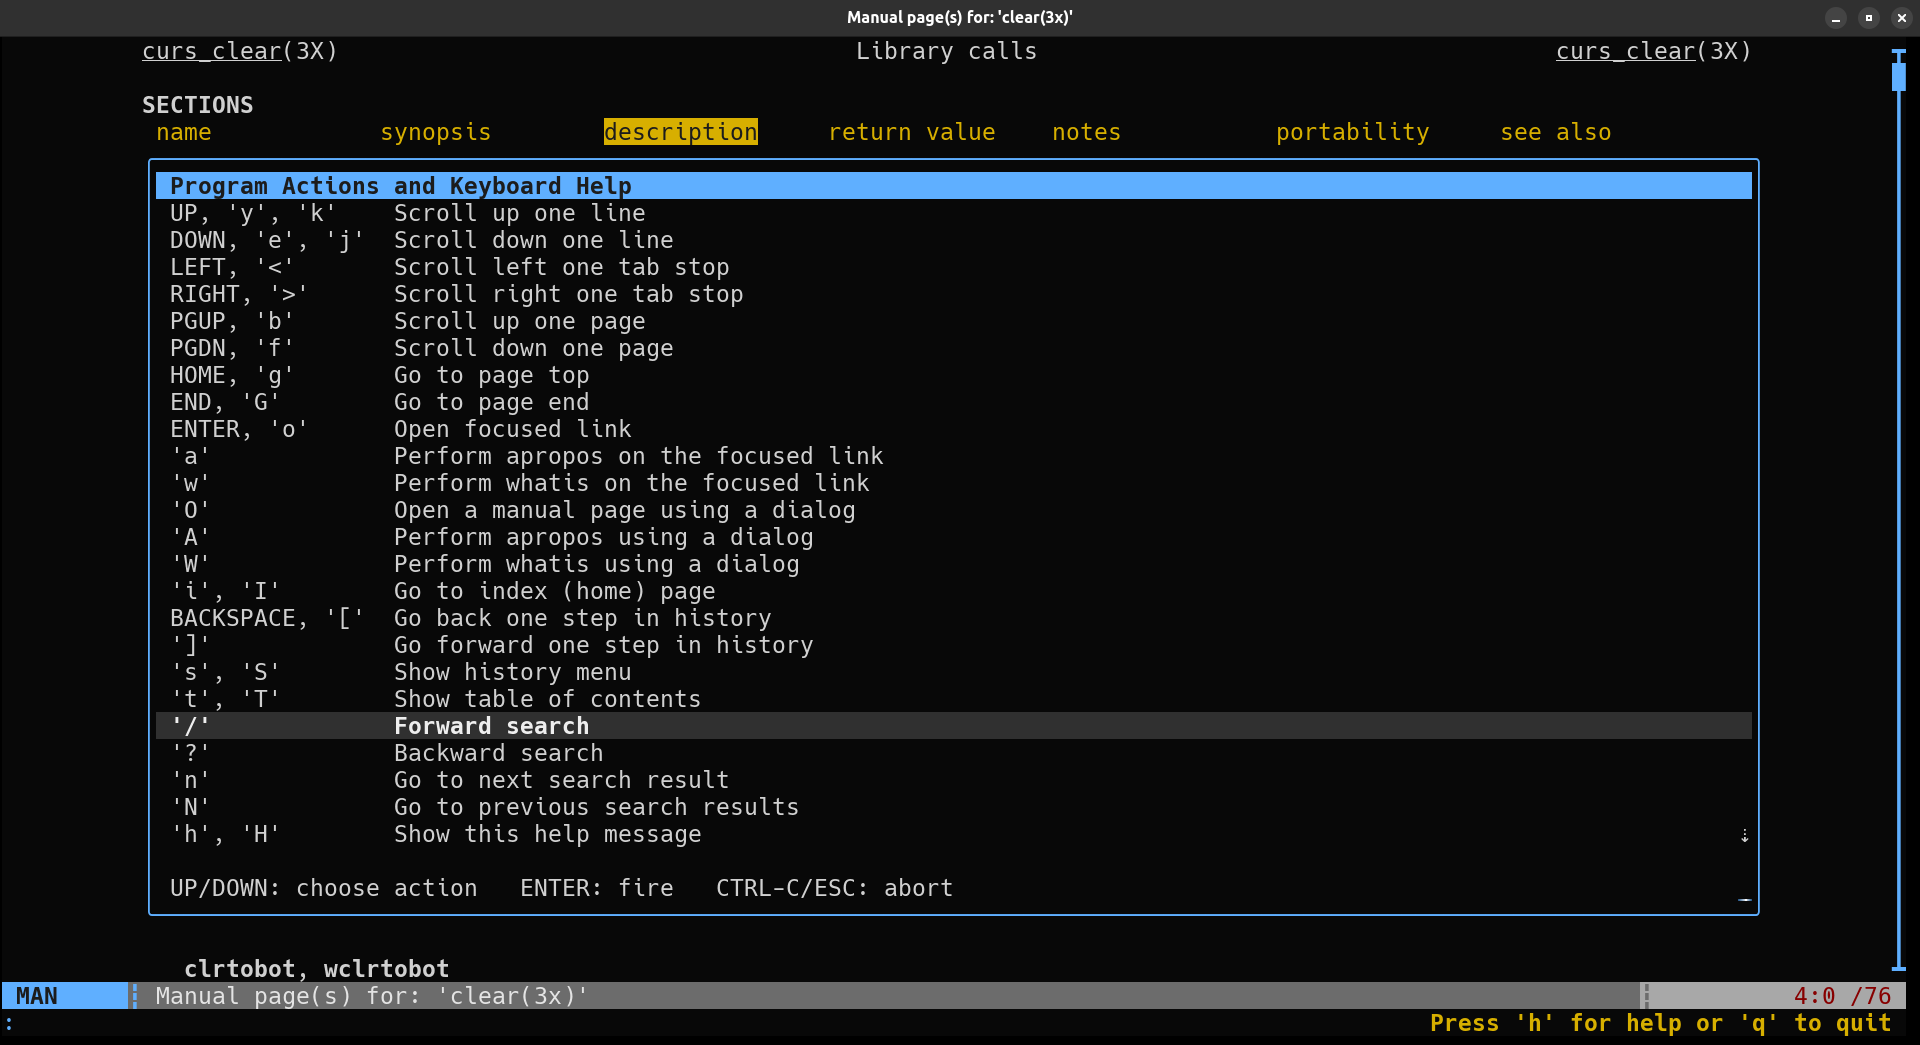 Manual page(s) for: 'clear(3x)'
curs_clear(3X) Library calls curs_clear(3X)
SECTIONS
name synopsis description return value notes portability see also
Program Actions and Keyboard Help
UP, 'y', 'k' Scroll up one line
DOWN, 'e', 'j' Scroll down one line
LEFT, '<' Scroll left one tab stop
RIGHT, '>' Scroll right one tab stop
PGUP, 'b' Scroll up one page
PGDN, 'f' Scroll down one page
HOME, 'g' Go to page top
END, 'G' Go to page end
ENTER, 'o' Open focused link
'a' Perform apropos on the focused link
'w' Perform whatis on the focused link
'O' Open a manual page using a dialog
'A' Perform apropos using a dialog
'W' Perform whatis using a dialog
'i', 'I' Go to index (home) page
BACKSPACE, '[' Go back one step in history
']' Go forward one step in history
's', 'S' Show history menu
't', 'T' Show table of contents
'/' Forward search
'?' Backward search
'n' Go to next search result
'N' Go to previous search results
'h', 'H' Show this help message ⇣
UP/DOWN: choose action ENTER: fire CTRL-C/ESC: abort
clrtobot, wclrtobot
MAN Manual page(s) for: 'clear(3x)' 4:0 /76
: Press 'h' for help or 'q' to quit